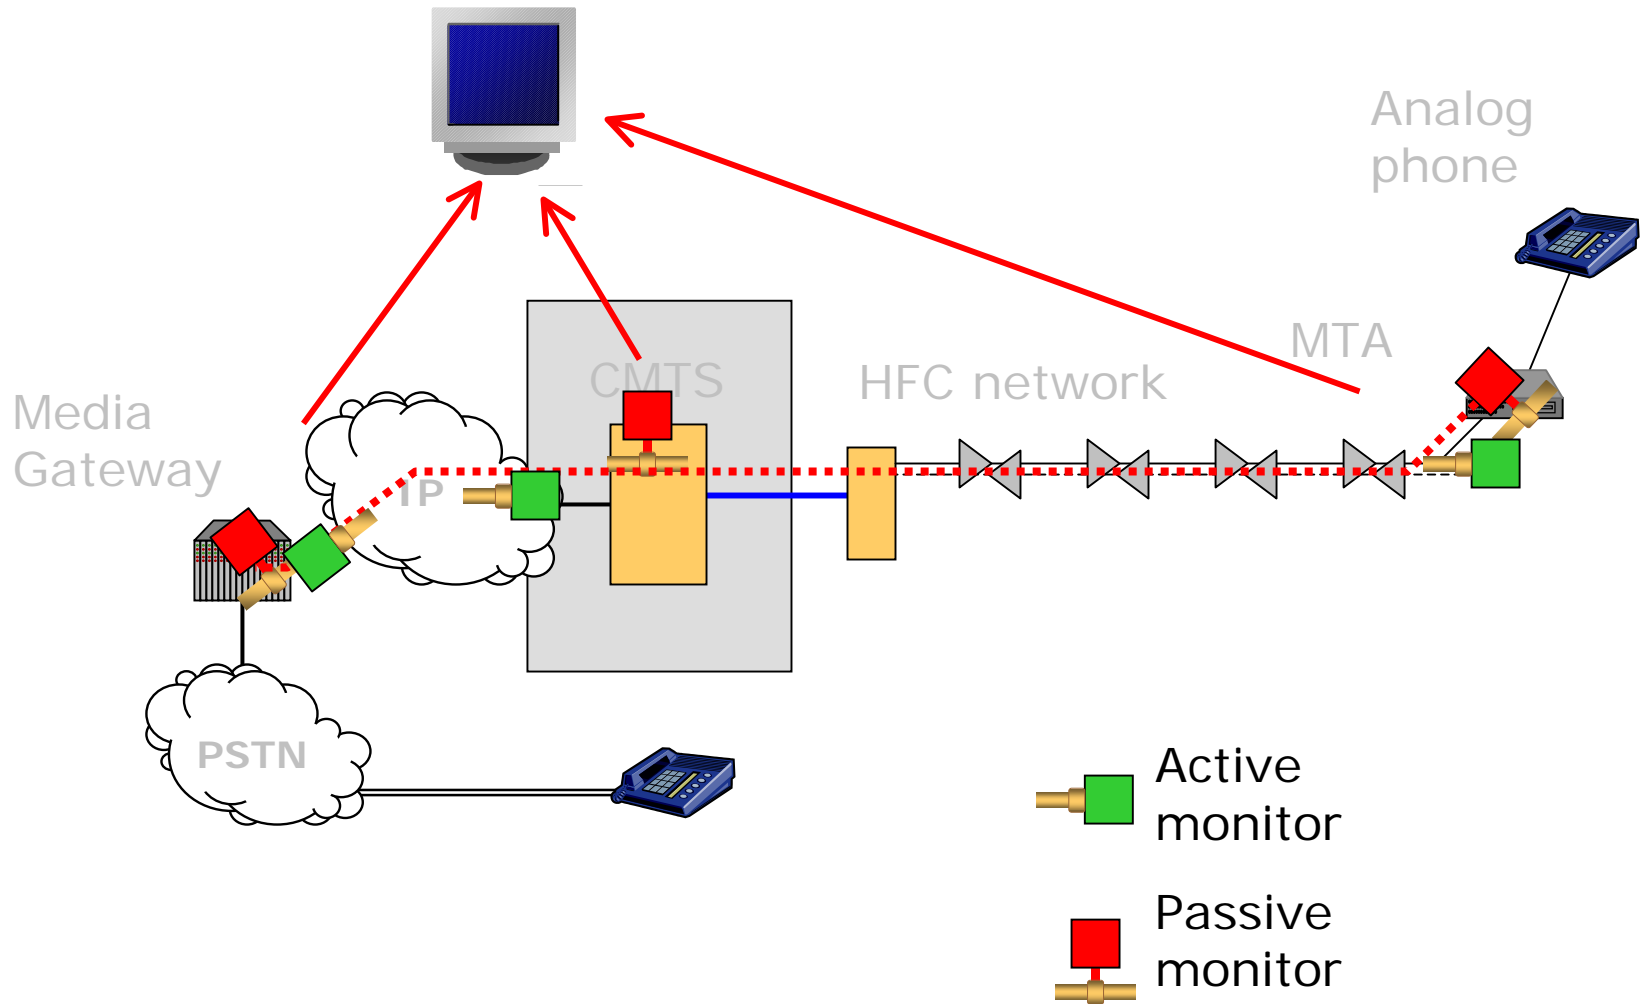 Analog
phone
MTA
CMTS
HFC network
Media
Gateway
IP
PSTN
Active
monitor
Passive
monitor